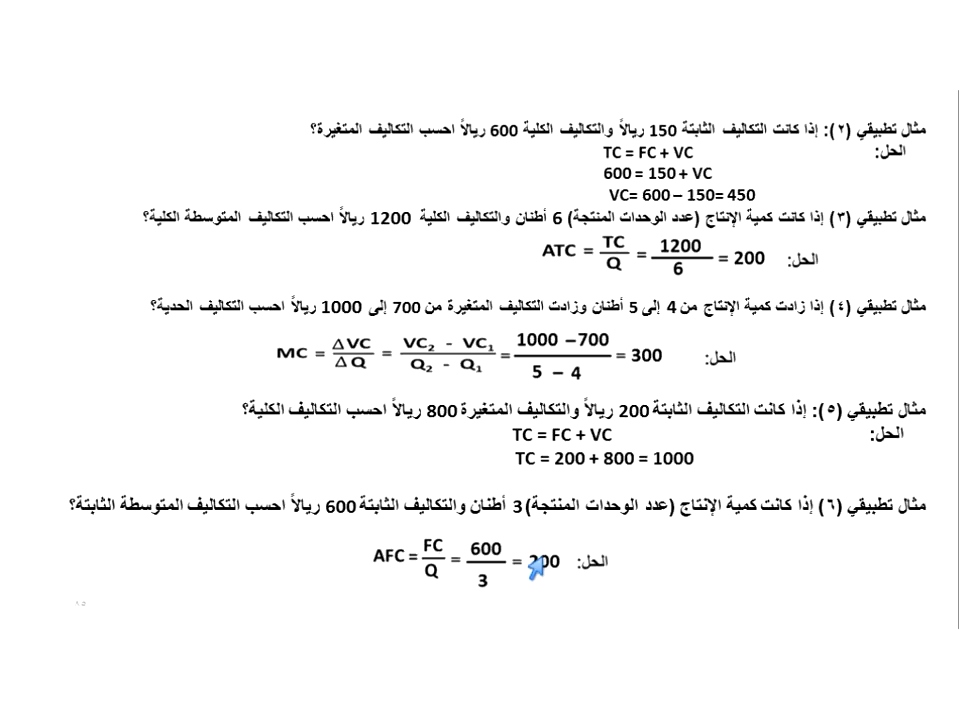 مثال تطبيقي (٢): إذا كانت التكاليف الثابتة 150 ريالاً والتكاليف الكلية 600 ريالاً احسب التكاليف المتغيرة؟
الحل: TC = FC + VC
600 = 150 + VC
VC= 600 – 150= 450
مثال تطبيقي (٣) إذا كانت كمية الإنتاج (عدد الوحدات المنتجة) 6 أطنان والتكاليف الكلية 1200 ريالاً احسب التكاليف المتوسطة الكلية؟
الحل: ATC = TC / Q = 1200 / 6 = 200
مثال تطبيقي (٤) إذا زادت كمية الإنتاج من 4 إلى 5 أطنان وزادت التكاليف المتغيرة من 700 إلى 1000 ريالاً احسب التكاليف الحدية؟
الحل: MC = ΔVC / ΔQ = VC₂ - VC₁ / Q₂ - Q₁ = 1000 – 700 / 5 – 4 = 300
مثال تطبيقي (٥): إذا كانت التكاليف الثابتة 200 ريالاً والتكاليف المتغيرة 800 ريالاً احسب التكاليف الكلية؟
الحل: TC = FC + VC
TC = 200 + 800 = 1000
مثال تطبيقي (٦) إذا كانت كمية الإنتاج (عدد الوحدات المنتجة) 3 أطنان والتكاليف الثابتة 600 ريالاً احسب التكاليف المتوسطة الثابتة؟
الحل: AFC = FC / Q = 600 / 3 = 200